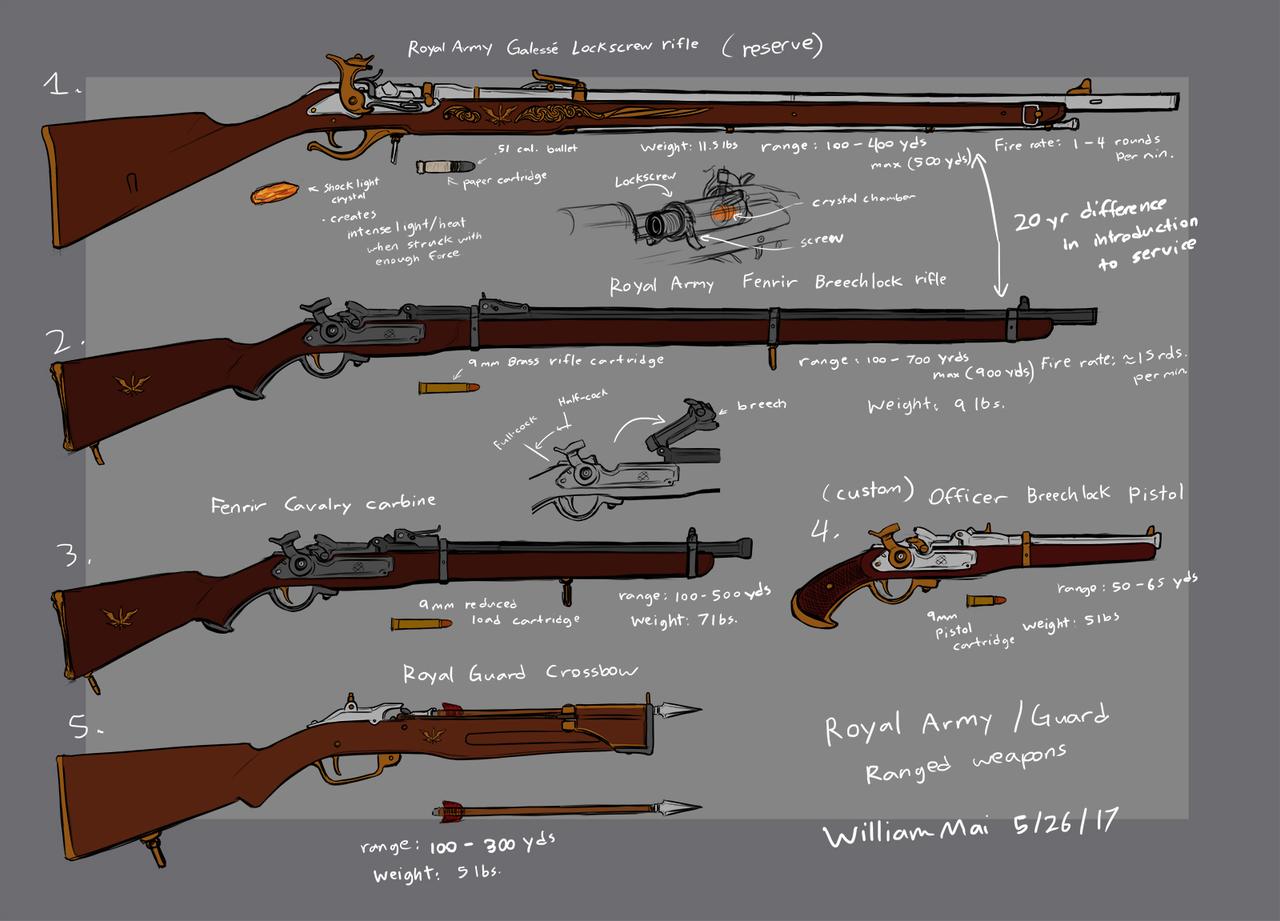 Royal Army Galessé Lockscrew rifle (reserve)
1.
.51 cal. bullet
paper cartridge
Weight: 11.5 lbs
range: 100-400 yds
max (500 yds)
Fire rate: 1-4 rounds
per min.
Shock light
crystal
· creates
intense light/heat
when struck with
enough force
Lockscrew
crystal chamber
screw
20 yr difference
in introduction
to service
Royal Army Fenrir Breechlock rifle
2.
9mm Brass rifle cartridge
range: 100-700 yrds
max (900 yds)
Fire rate: ≈15 rds.
per min
Weight: 9 lbs.
Full-cock
Half-cock
breech
Fenrir Cavalry carbine
3.
9mm reduced
load cartridge
range: 100-500 yds
Weight: 7lbs.
(custom) Officer Breechlock Pistol
4.
range: 50-65 yds
9mm
Pistol
cartridge
Weight: 5lbs
Royal Guard Crossbow
5.
range: 100-300 yds
Weight: 5 lbs.
Royal Army /Guard
Ranged weapons
William Mai 5/26/17